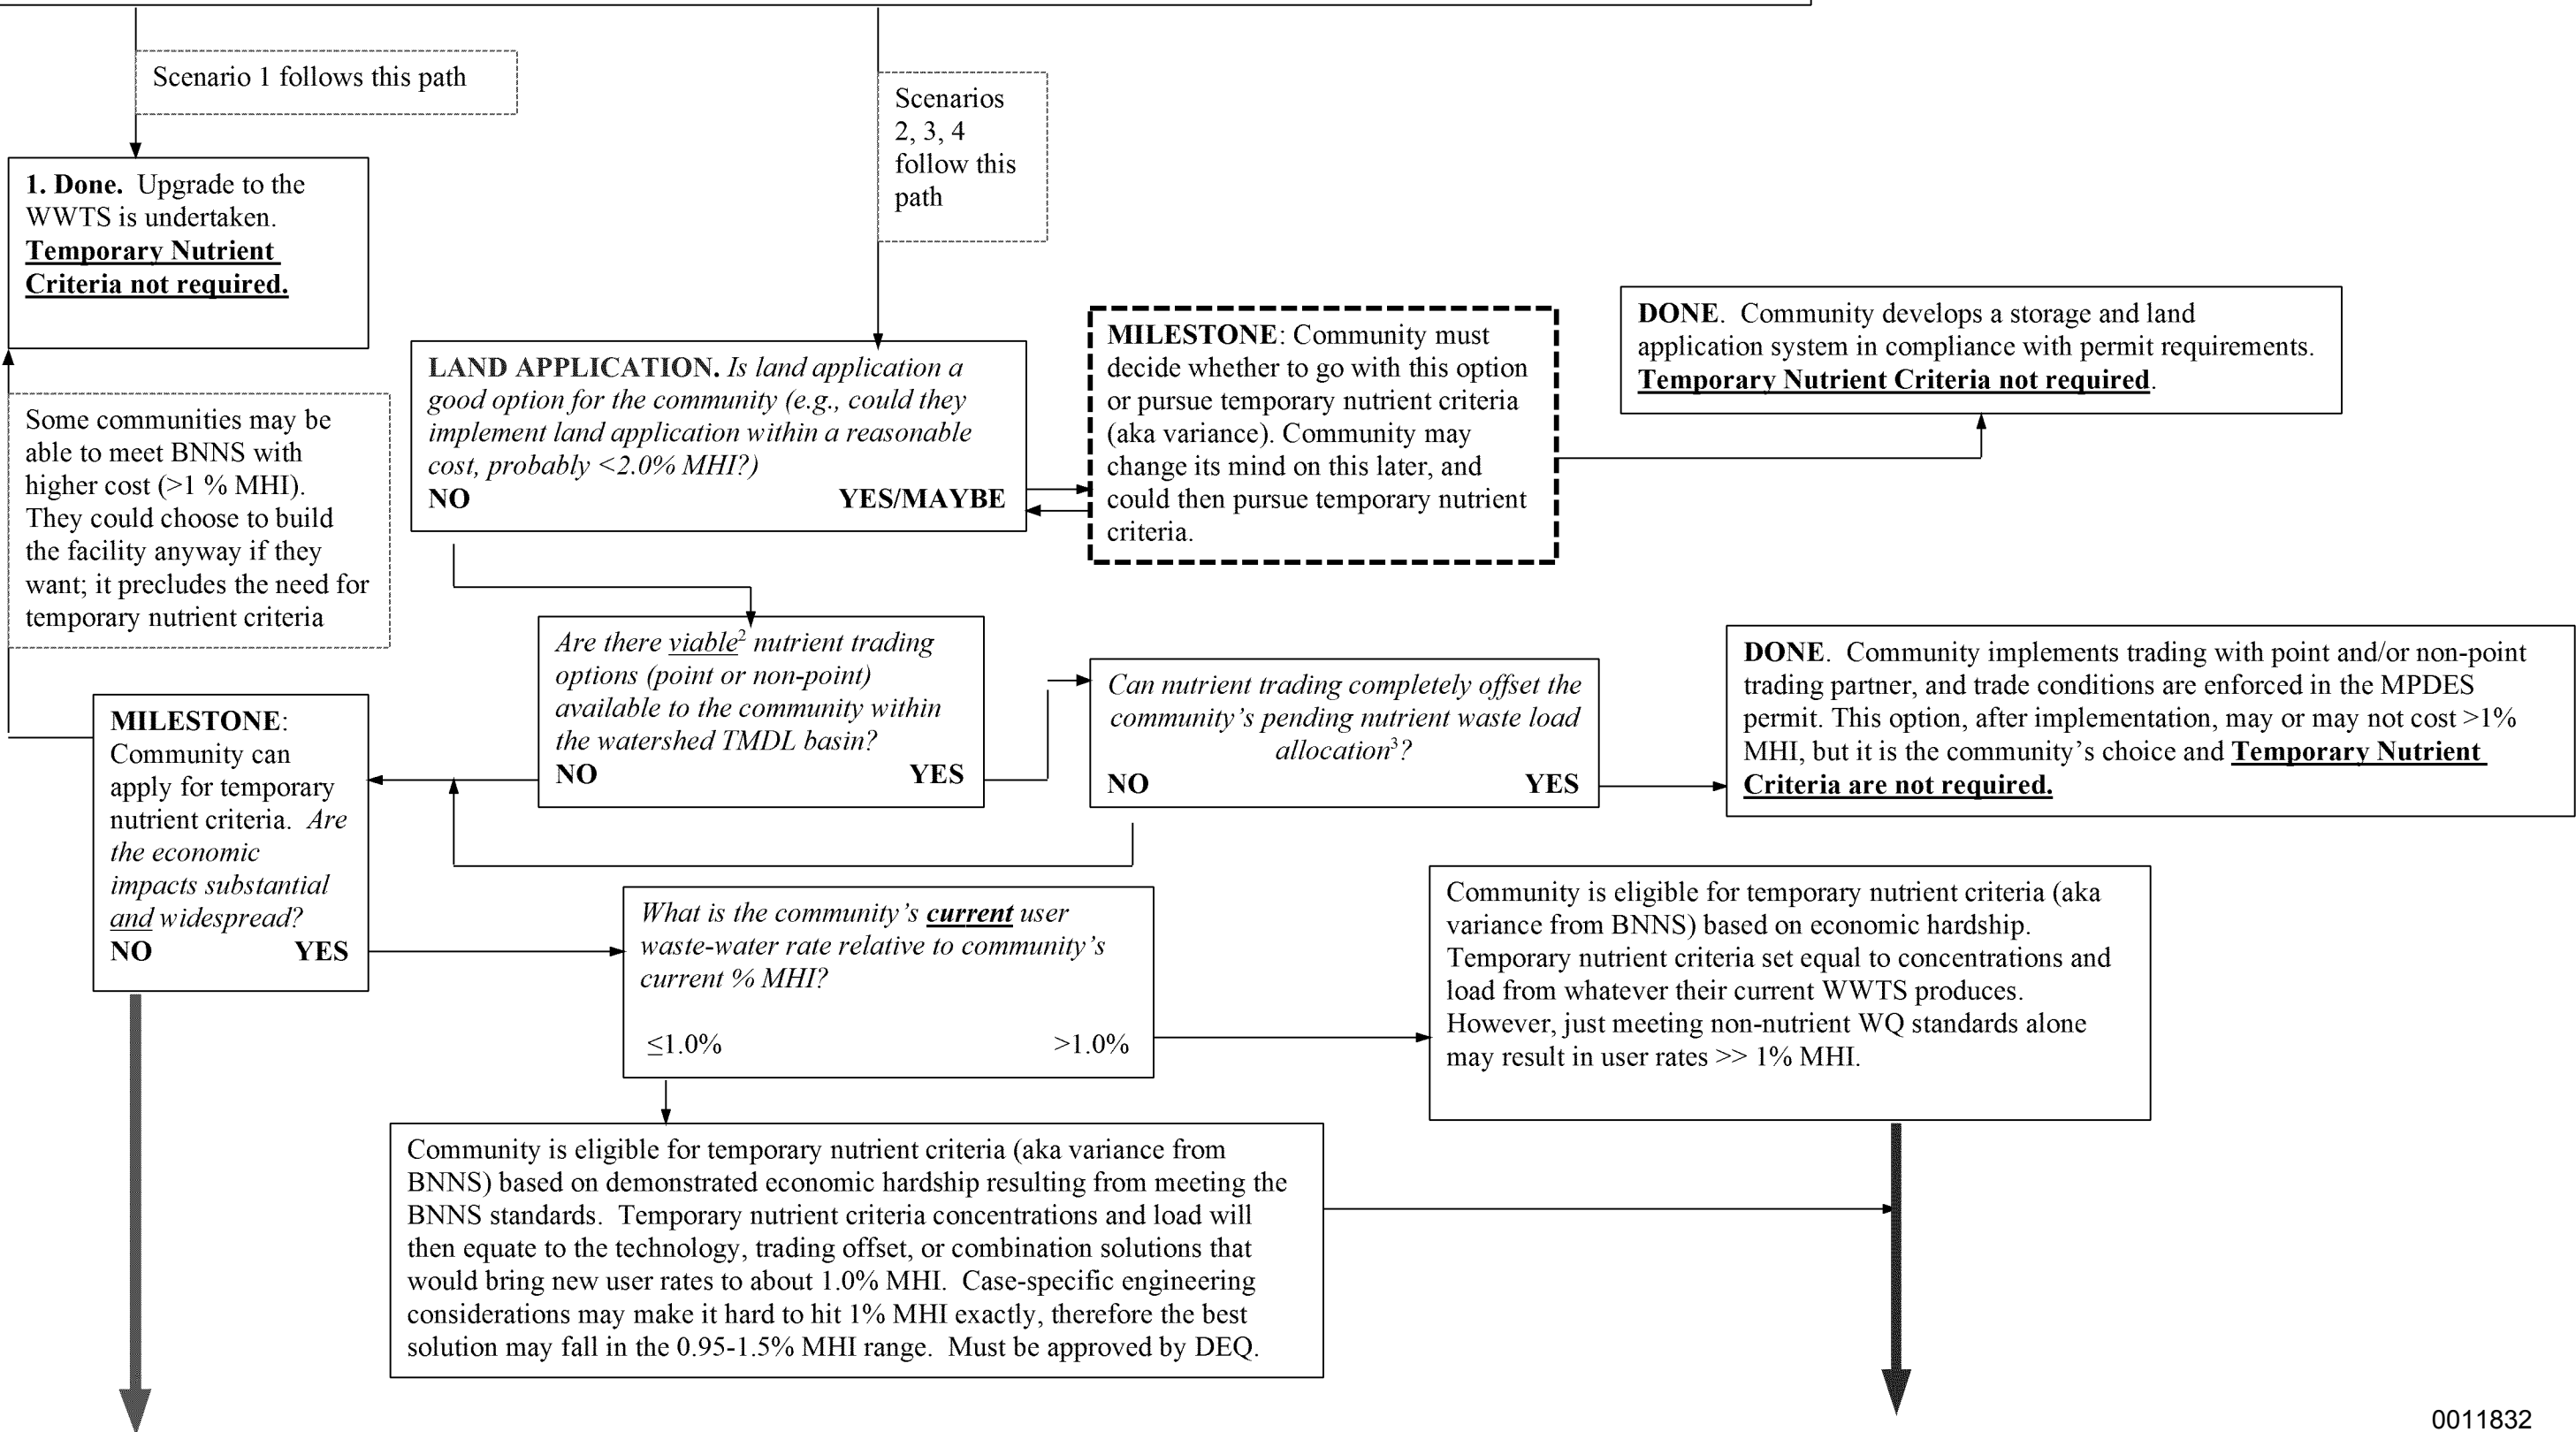 Scenario 1 follows this path
Scenarios
2, 3, 4
follow this
path
1. Done.  Upgrade to the
WWTS is undertaken.
Temporary Nutrient
Criteria not required.
LAND APPLICATION. Is land application a
good option for the community (e.g., could they
implement land application within a reasonable
cost, probably <2.0% MHI?)
NO YES/MAYBE
MILESTONE: Community must
decide whether to go with this option
or pursue temporary nutrient criteria
(aka variance). Community may
change its mind on this later, and
could then pursue temporary nutrient
criteria.
DONE.  Community develops a storage and land
application system in compliance with permit requirements.
Temporary Nutrient Criteria not required.
Some communities may be
able to meet BNNS with
higher cost (>1 % MHI).
They could choose to build
the facility anyway if they
want; it precludes the need for
temporary nutrient criteria
Are there viable² nutrient trading
options (point or non-point)
available to the community within
the watershed TMDL basin?
NO YES
Can nutrient trading completely offset the
community's pending nutrient waste load
allocation³?
NO YES
DONE.  Community implements trading with point and/or non-point
trading partner, and trade conditions are enforced in the MPDES
permit. This option, after implementation, may or may not cost >1%
MHI, but it is the community's choice and Temporary Nutrient
Criteria are not required.
MILESTONE:
Community can
apply for temporary
nutrient criteria.  Are
the economic
impacts substantial
and widespread?
NO YES
What is the community's current user
waste-water rate relative to community's
current % MHI?
≤1.0% >1.0%
Community is eligible for temporary nutrient criteria (aka
variance from BNNS) based on economic hardship.
Temporary nutrient criteria set equal to concentrations and
load from whatever their current WWTS produces.
However, just meeting non-nutrient WQ standards alone
may result in user rates >> 1% MHI.
Community is eligible for temporary nutrient criteria (aka variance from
BNNS) based on demonstrated economic hardship resulting from meeting the
BNNS standards.  Temporary nutrient criteria concentrations and load will
then equate to the technology, trading offset, or combination solutions that
would bring new user rates to about 1.0% MHI.  Case-specific engineering
considerations may make it hard to hit 1% MHI exactly, therefore the best
solution may fall in the 0.95-1.5% MHI range.  Must be approved by DEQ.
0011832